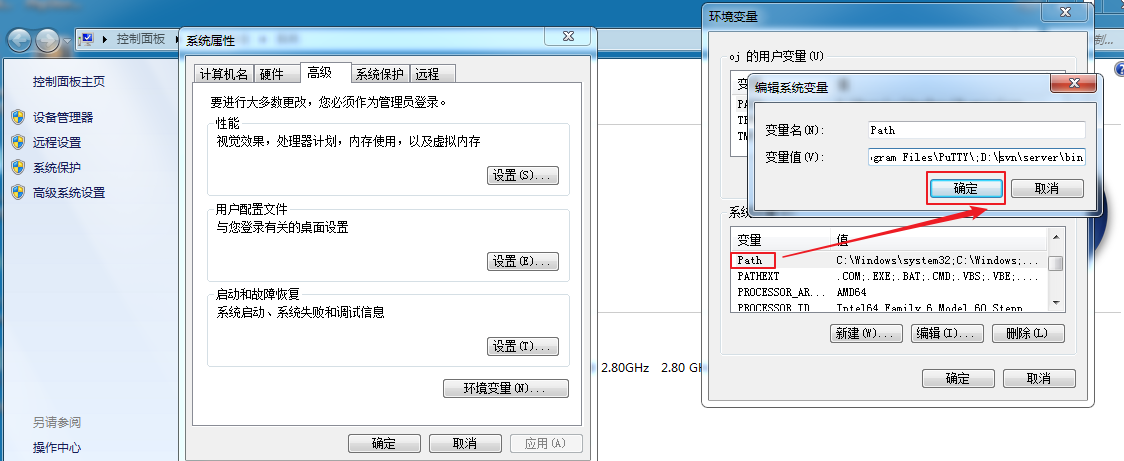 控制面板
控制面板主页
设备管理器
远程设置
系统保护
高级系统设置
另请参阅
操作中心
系统属性
计算机名 硬件 高级 系统保护 远程
要进行大多数更改，您必须作为管理员登录。
性能
视觉效果，处理器计划，内存使用，以及虚拟内存
设置(S)...
用户配置文件
与您登录有关的桌面设置
设置(E)...
启动和故障恢复
系统启动、系统失败和调试信息
设置(T)...
环境变量(N)...
确定 取消 应用(A)
2.80GHz 2.80
环境变量
oj 的用户变量(U)
编辑系统变量
变量名(N): Path
变量值(V): gram Files\PuTTY\;D:\svn\server\bin
确定 取消
变量 值
Path C:\Windows\system32;C:\Windows;...
PATHEXT .COM;.EXE;.BAT;.CMD;.VBS;.VBE;....
PROCESSOR_AR... AMD64
PROCESSOR_ID Intel64 Family 6 Model 60 Stepp
新建(W)... 编辑(I)... 删除(L)
确定 取消